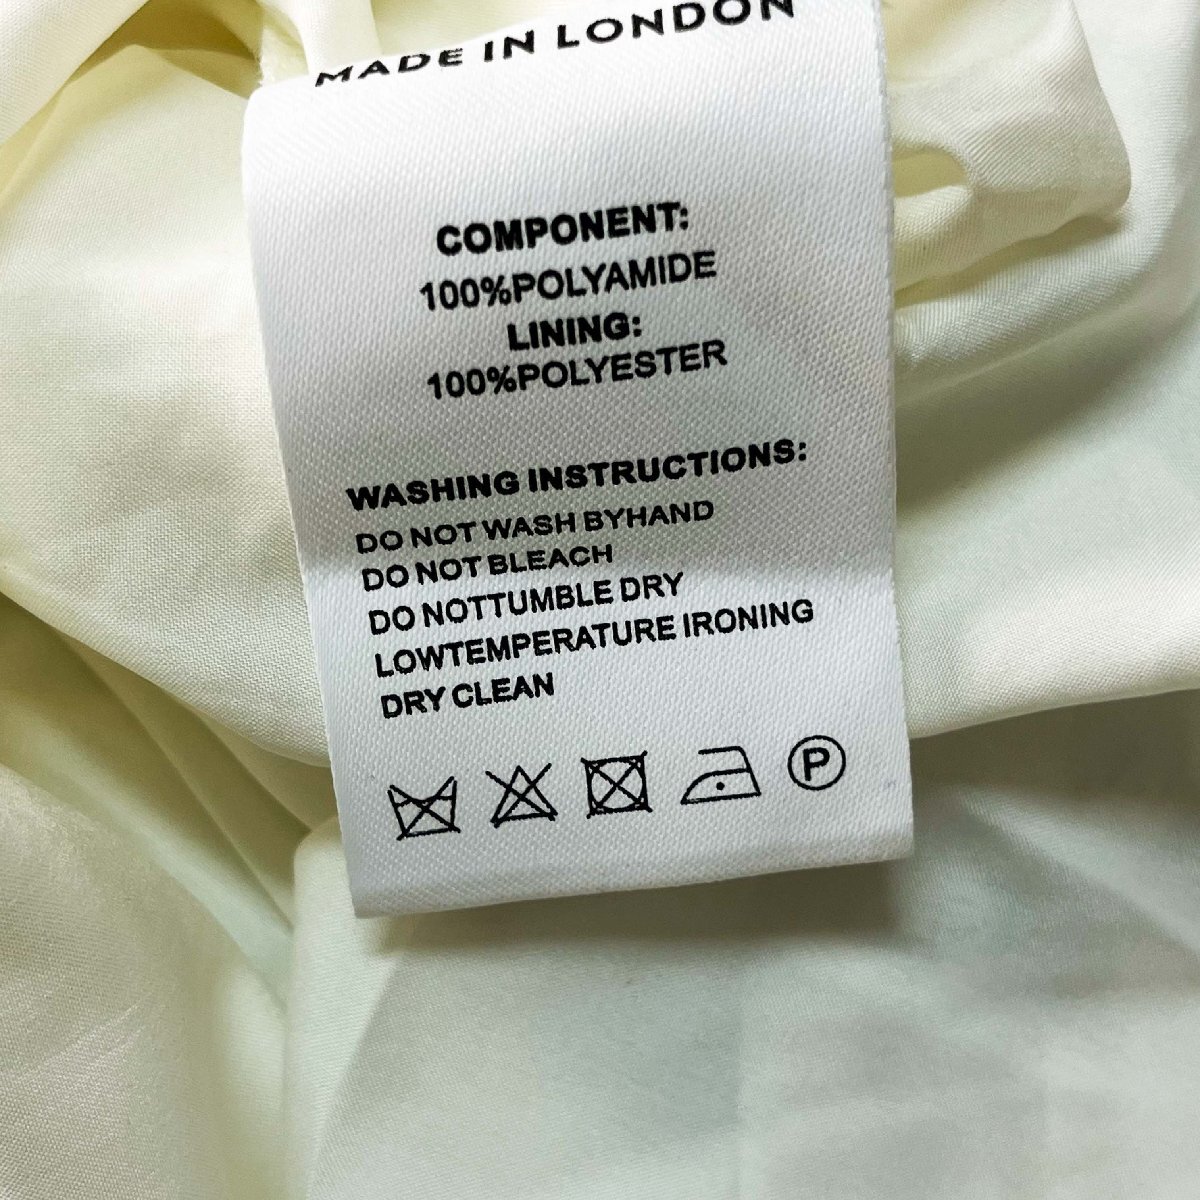 MADE IN LONDON
COMPONENT:
100%POLYAMIDE
LINING:
100%POLYESTER
WASHING INSTRUCTIONS:
DO NOT WASH BYHAND
DO NOT BLEACH
DO NOTTUMBLE DRY
LOWTEMPERATURE IRONING
DRY CLEAN
P